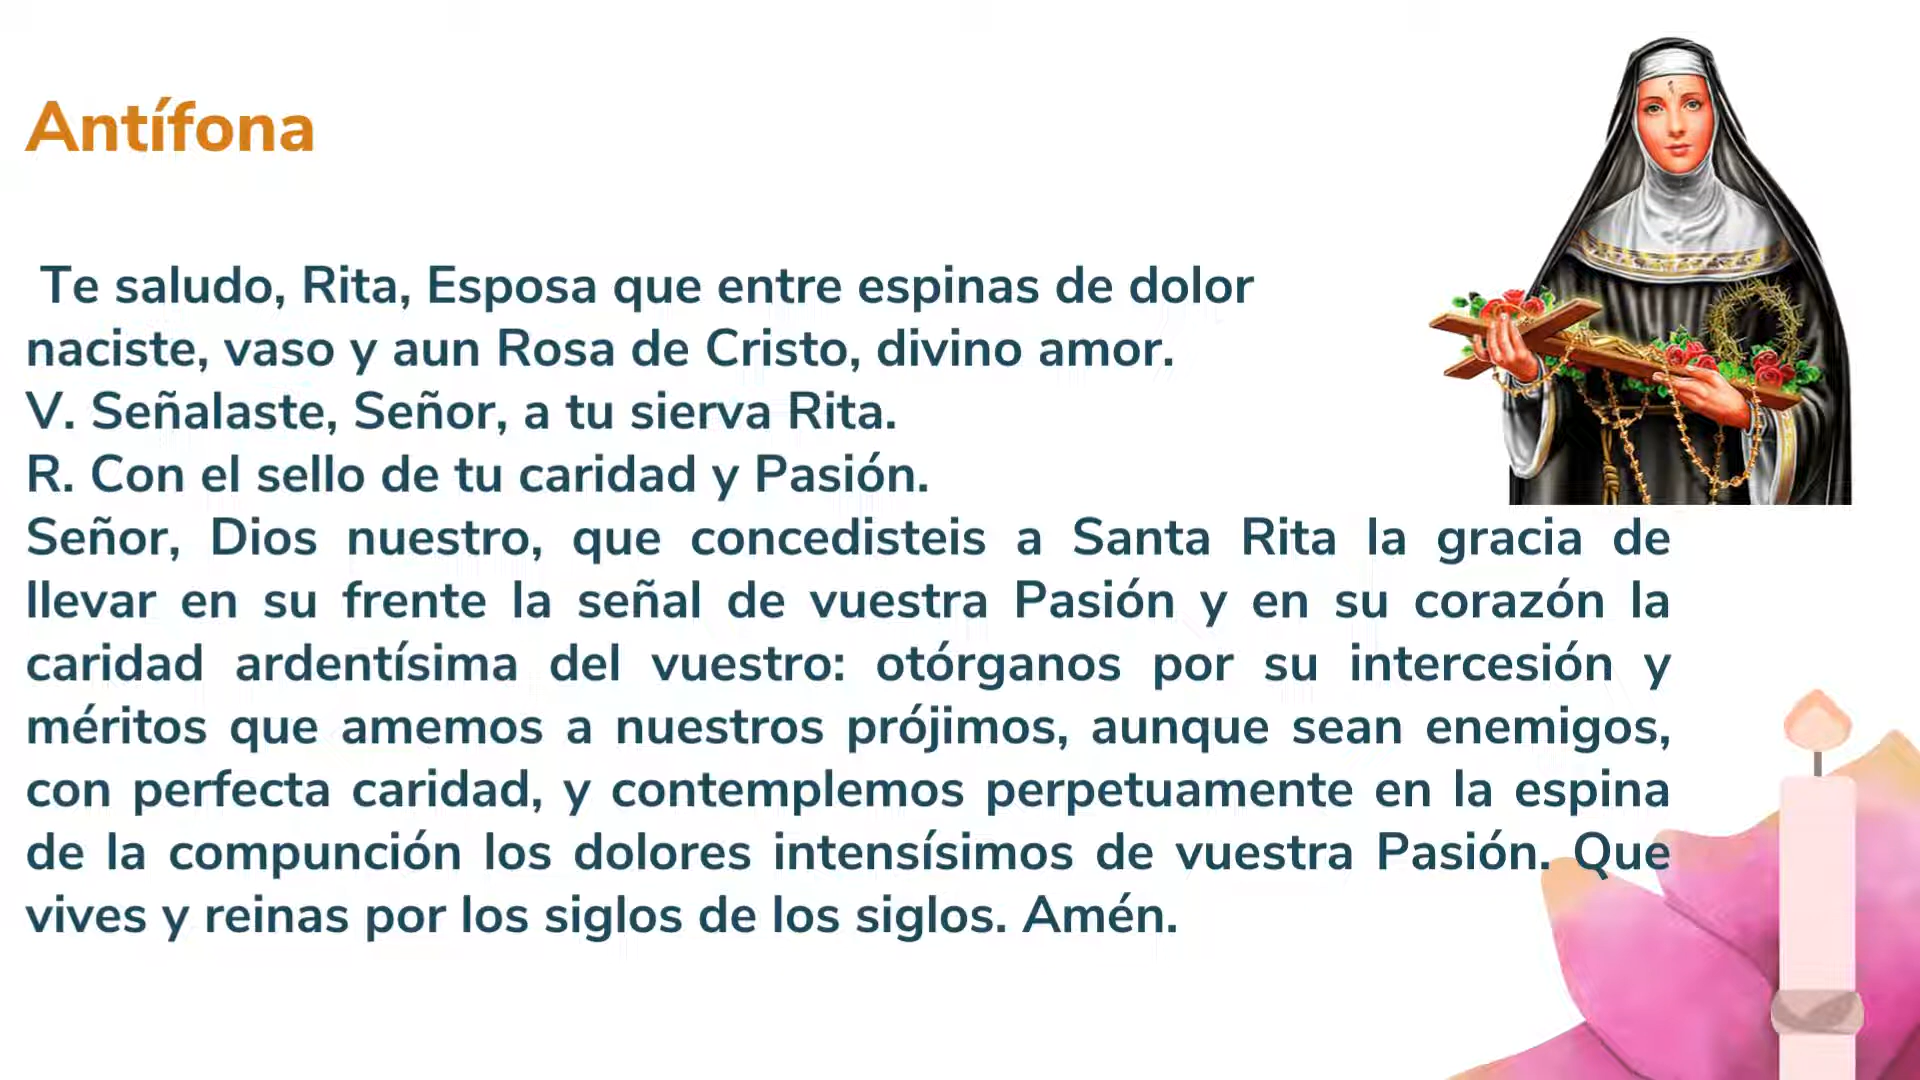 Antífona
Te saludo, Rita, Esposa que entre espinas de dolor
naciste, vaso y aun Rosa de Cristo, divino amor.
V. Señalaste, Señor, a tu sierva Rita.
R. Con el sello de tu caridad y Pasión.
Señor, Dios nuestro, que concedisteis a Santa Rita la gracia de
llevar en su frente la señal de vuestra Pasión y en su corazón la
caridad ardentísima del vuestro: otórganos por su intercesión y
méritos que amemos a nuestros prójimos, aunque sean enemigos,
con perfecta caridad, y contemplemos perpetuamente en la espina
de la compunción los dolores intensísimos de vuestra Pasión. Que
vives y reinas por los siglos de los siglos. Amén.